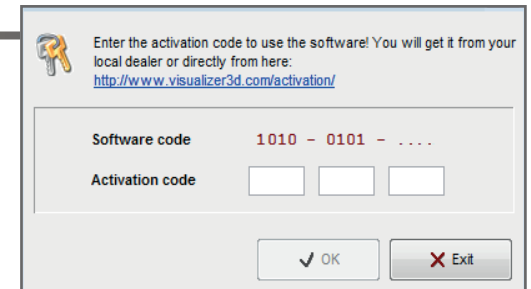 Enter the activation code to use the software! You will get it from your
local dealer or directly from here:
http://www.visualizer3d.com/activation/
Software code 1010 - 0101 - ....
Activation code
OK Exit